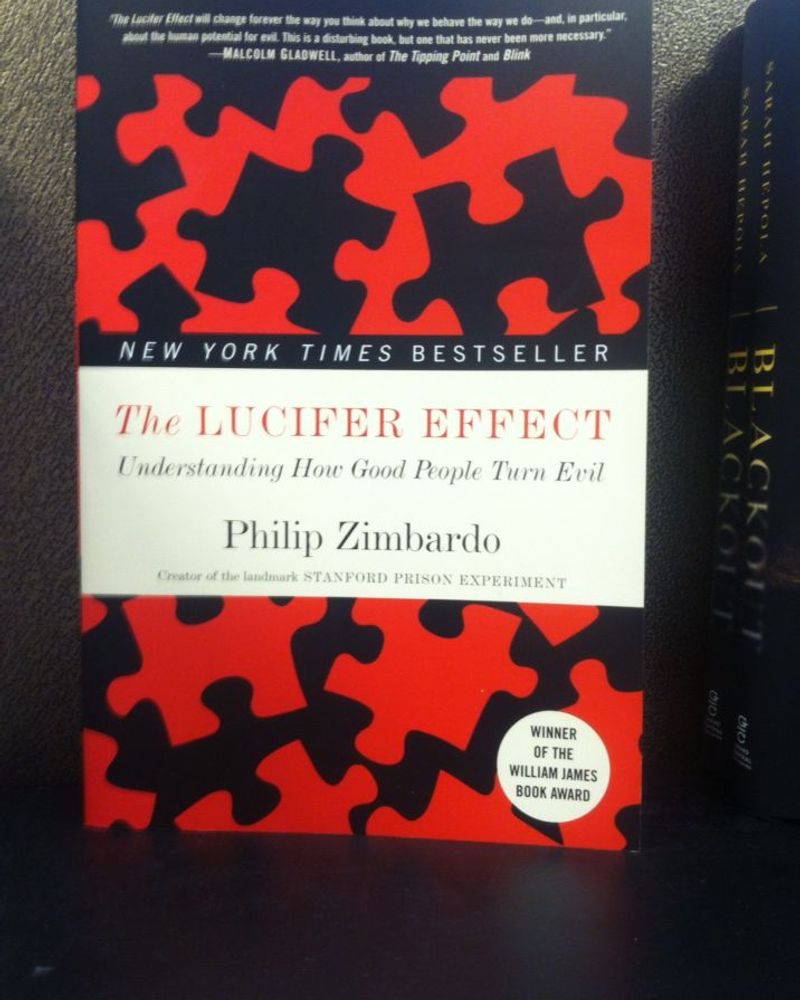 "The Lucifer Effect will change forever the way you think about why we behave the way we do—and, in particular,
about the human potential for evil. This is a disturbing book, but one that has never been more necessary."
—MALCOLM GLADWELL, author of The Tipping Point and Blink
NEW YORK TIMES BESTSELLER
The LUCIFER EFFECT
Understanding How Good People Turn Evil
Philip Zimbardo
Creator of the landmark STANFORD PRISON EXPERIMENT
WINNER
OF THE
WILLIAM JAMES
BOOK AWARD
SARAH HEPOLA | BLACKOUT
SARAH HEPOLA | BLACKOUT